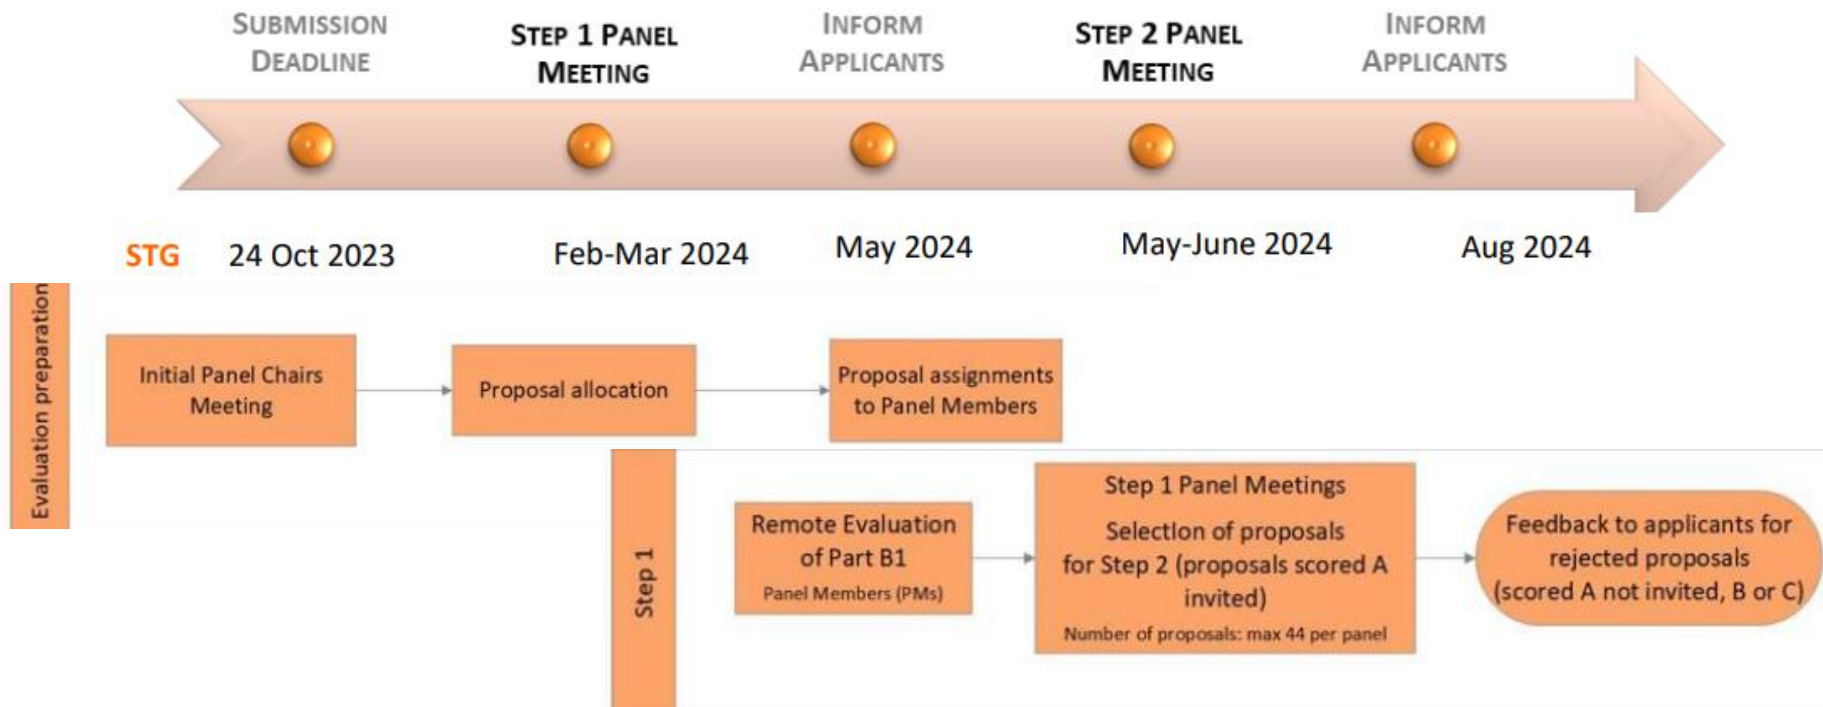 SUBMISSION
DEADLINE
STEP 1 PANEL
MEETING
INFORM
APPLICANTS
STEP 2 PANEL
MEETING
INFORM
APPLICANTS
STG
24 Oct 2023
Feb-Mar 2024
May 2024
May-June 2024
Aug 2024
Evaluation preparation
Initial Panel Chairs
Meeting
Proposal allocation
Proposal assignments
to Panel Members
Step 1
Remote Evaluation
of Part B1
Panel Members (PMs)
Step 1 Panel Meetings
Selection of proposals
for Step 2 (proposals scored A
invited)
Number of proposals: max 44 per panel
Feedback to applicants for
rejected proposals
(scored A not invited, B or C)